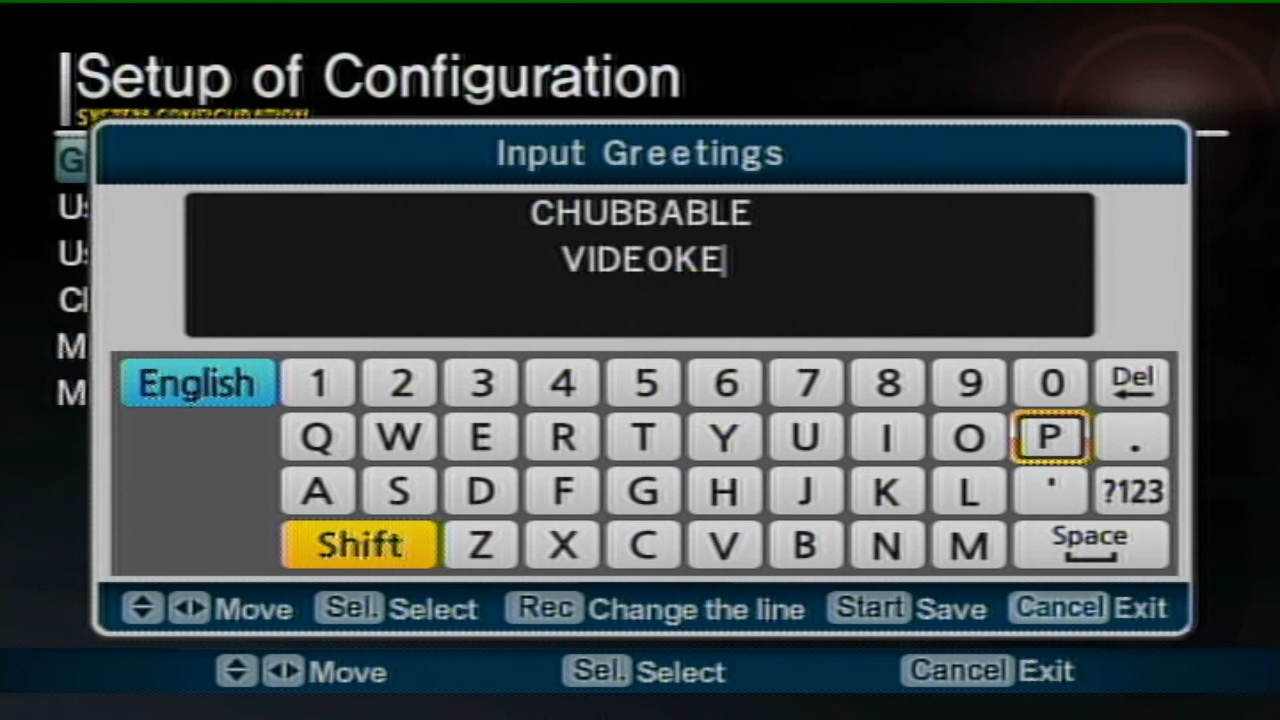 Setup of Configuration
SYSTEM CONFIGURATION
Input Greetings
CHUBBABLE
VIDEOKE
English 1 2 3 4 5 6 7 8 9 0 Del
Q W E R T Y U I O P .
A S D F G H J K L ' ?123
Shift Z X C V B N M Space
Move Sel. Select Rec Change the line Start Save Cancel Exit
Move Sel. Select Cancel Exit